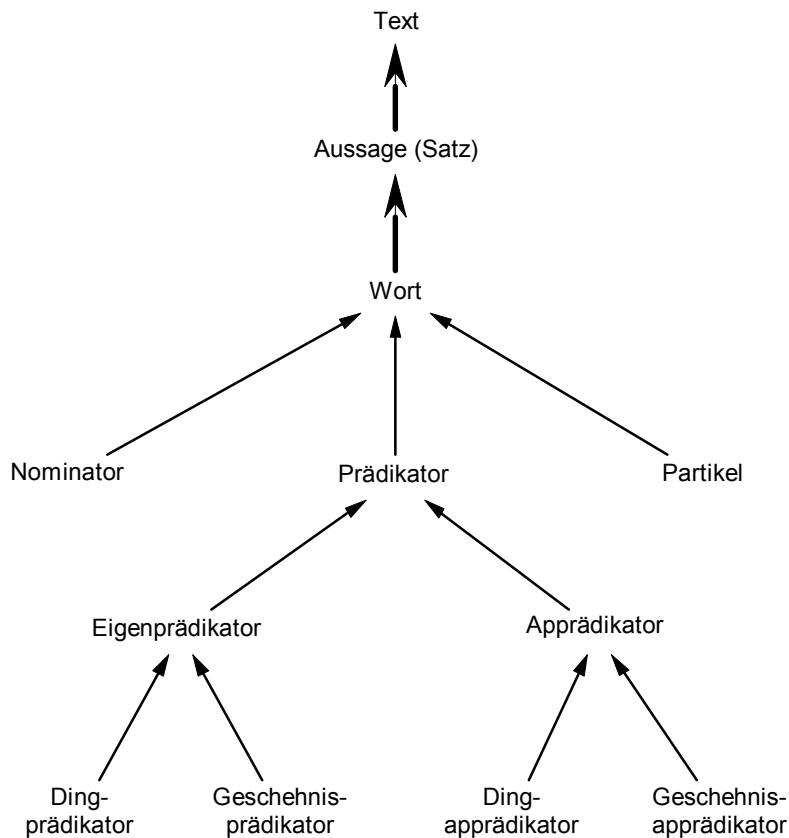 Text
Aussage (Satz)
Wort
Nominator
Prädikator
Partikel
Eigenprädikator
Apprädikator
Ding-
prädikator
Geschehnis-
prädikator
Ding-
apprädikator
Geschehnis-
apprädikator